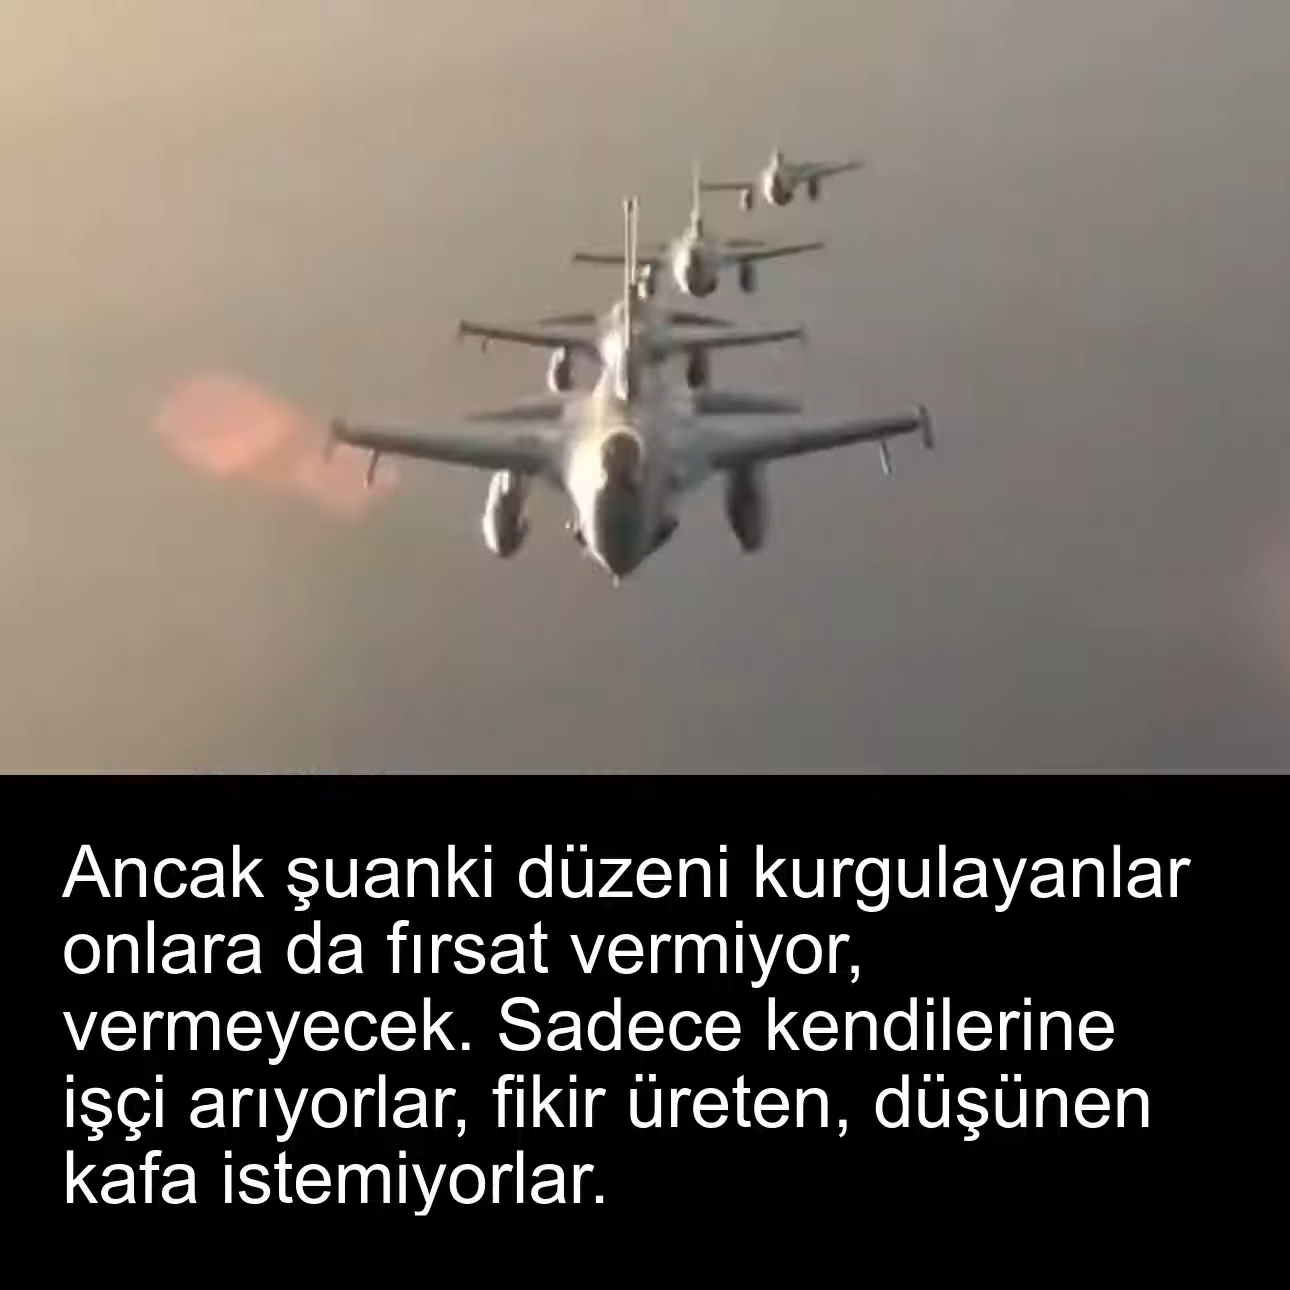 Ancak şuanki düzeni kurgulayanlar
onlara da fırsat vermiyor,
vermeyecek. Sadece kendilerine
işçi arıyorlar, fikir üreten, düşünen
kafa istemiyorlar.